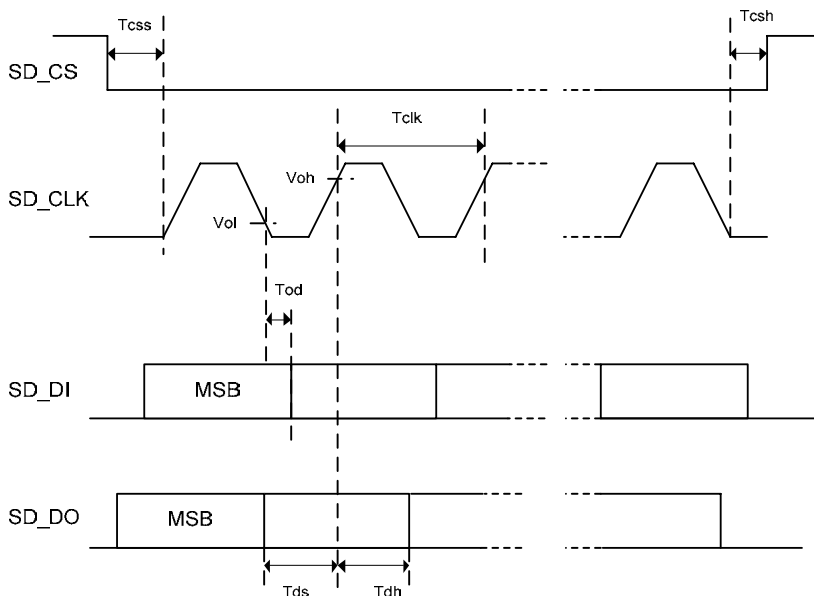 Tcss
Tcsh
SD_CS
Tclk
Voh
SD_CLK
Vol
Tod
SD_DI
MSB
SD_DO
MSB
Tds
Tdh